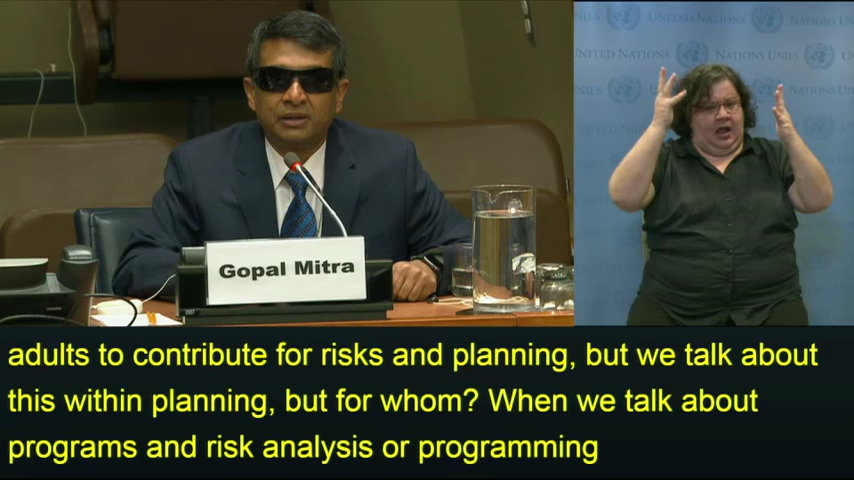 UNITED NATIONS
NATIONS UNIES
Gopal Mitra
adults to contribute for risks and planning, but we talk about
this within planning, but for whom? When we talk about
programs and risk analysis or programming